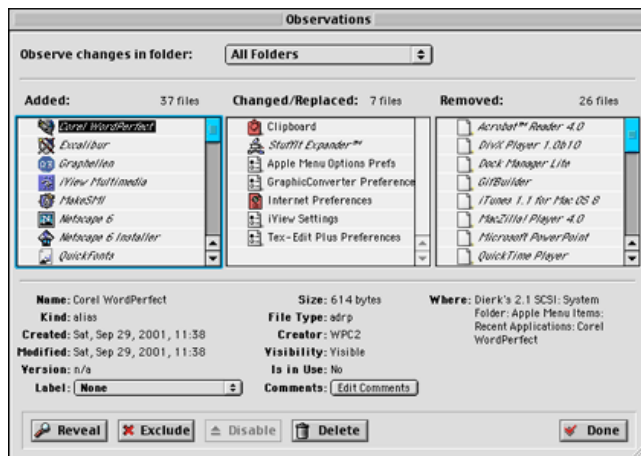 Observations
Observe changes in folder: All Folders
Added: 37 files
Corel WordPerfect
Excalibur
Graphellen
iView Multimedia
MakeSMI
Netscape 6
Netscape 6 Installer
QuickFonts
Changed/Replaced: 7 files
Clipboard
StuffIt Expander™
Apple Menu Options Prefs
GraphicConverter Preference
Internet Preferences
iView Settings
Tex-Edit Plus Preferences
Removed: 26 files
Acrobat™ Reader 4.0
DivX Player 1.0b10
Dock Manager Lite
GifBuilder
iTunes 1.1 for Mac OS 8
MacZilla! Player 4.0
Microsoft PowerPoint
QuickTime Player
Name: Corel WordPerfect
Kind: alias
Created: Sat, Sep 29, 2001, 11:38
Modified: Sat, Sep 29, 2001, 11:38
Version: n/a
Label: None
Size: 614 bytes
File Type: adrp
Creator: WPC2
Visibility: Visible
Is in Use: No
Comments: Edit Comments
Where: Dierk's 2.1 SCSI: System
Folder: Apple Menu Items:
Recent Applications: Corel
WordPerfect
Reveal Exclude Disable Delete Done